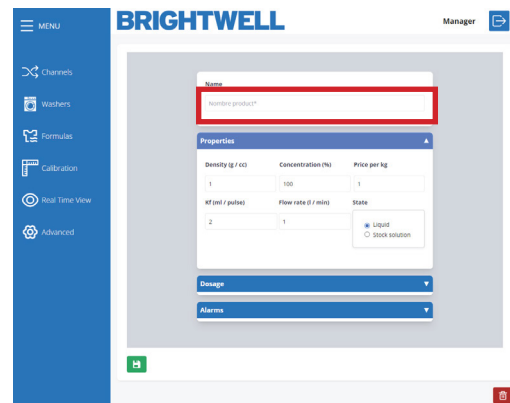 MENU
BRIGHTWELL
Manager
Channels
Washers
Formulas
Calibration
Real Time View
Advanced
Name
Nombre product*
Properties
Density (g / cc) Concentration (%) Price per kg
1 100 1
Kf (ml / pulse) Flow rate (l / min) State
2 1
Liquid
Stock solution
Dosage
Alarms